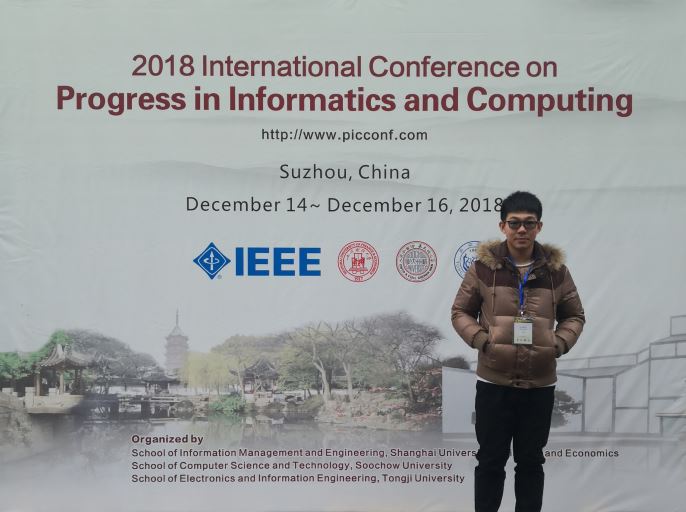 2018 International Conference on
Progress in Informatics and Computing
http://www.picconf.com
Suzhou, China
December 14~ December 16, 2018
IEEE
Organized by
School of Information Management and Engineering, Shanghai and Economics
School of Computer Science and Technology, Soochow University
School of Electronics and Information Engineering, Tongji University